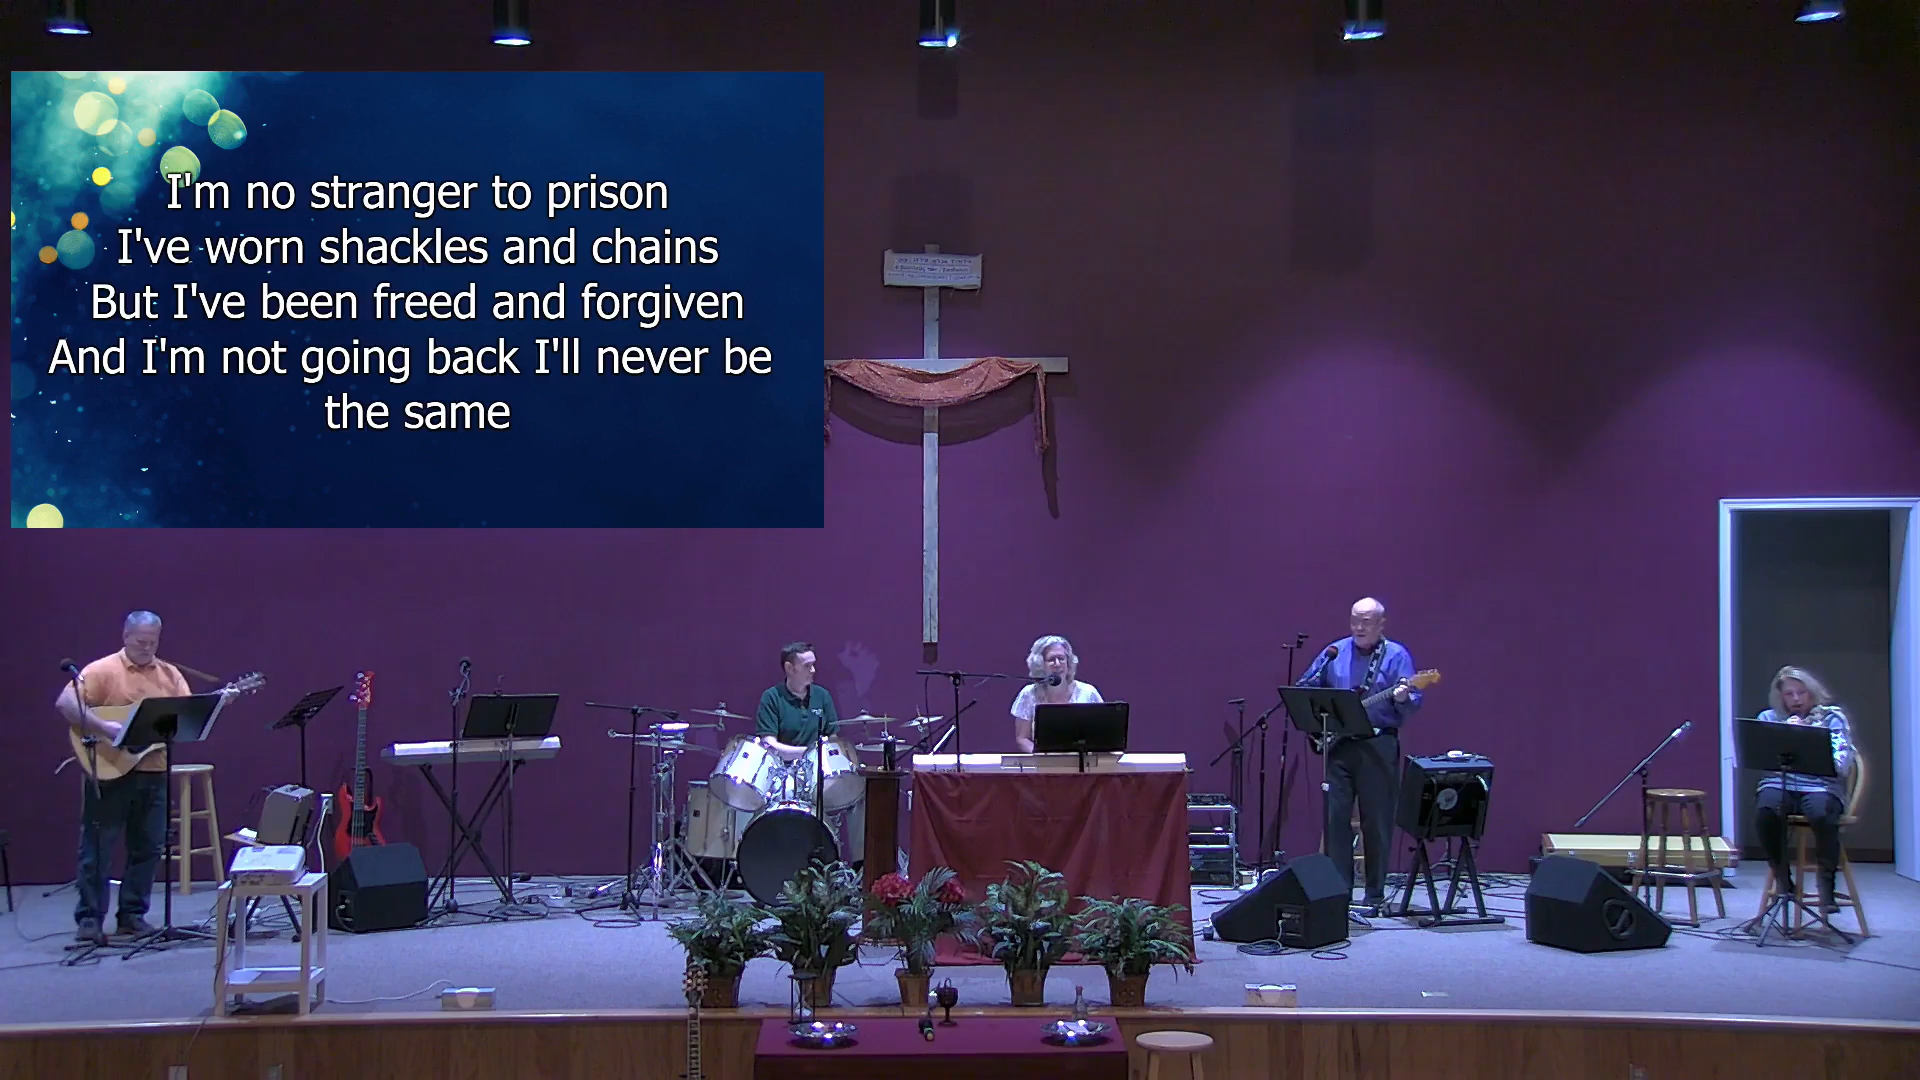 I'm no stranger to prison
I've worn shackles and chains
But I've been freed and forgiven
And I'm not going back I'll never be
the same